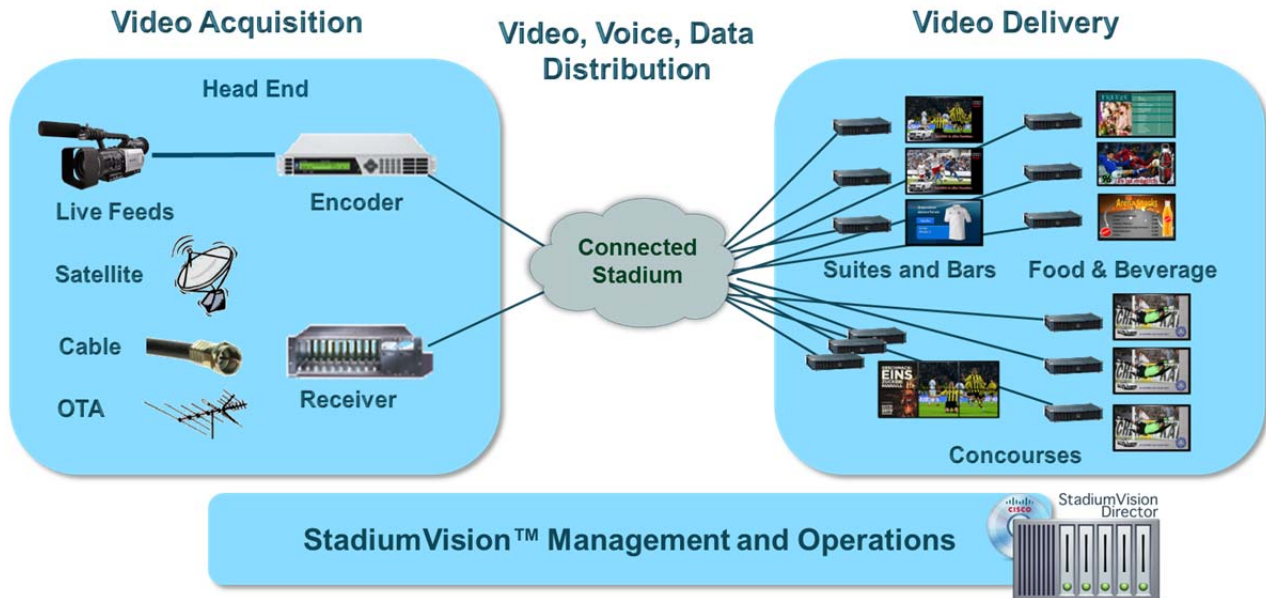 Video Acquisition
Video, Voice, Data
Distribution
Video Delivery
Head End
Live Feeds
Encoder
Satellite
Cable
OTA
Receiver
Connected
Stadium
Suites and Bars
Food & Beverage
EINS
Concourses
StadiumVision™ Management and Operations
CISCO
StadiumVision
Director